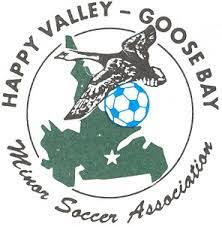 HAPPY VALLEY – GOOSE BAY
Minor Soccer Association